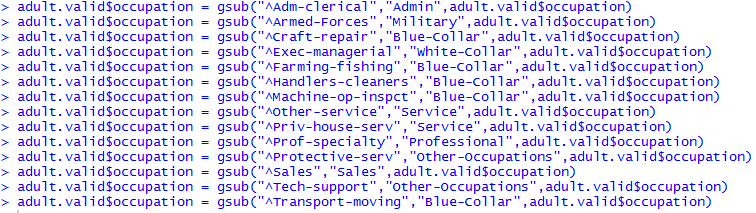 > adult.valid$occupation = gsub("^Adm-clerical","Admin",adult.valid$occupation)
> adult.valid$occupation = gsub("^Armed-Forces","Military",adult.valid$occupation)
> adult.valid$occupation = gsub("^Craft-repair","Blue-Collar",adult.valid$occupation)
> adult.valid$occupation = gsub("^Exec-managerial","White-Collar",adult.valid$occupation)
> adult.valid$occupation = gsub("^Farming-fishing","Blue-Collar",adult.valid$occupation)
> adult.valid$occupation = gsub("^Handlers-cleaners","Blue-Collar",adult.valid$occupation)
> adult.valid$occupation = gsub("^Machine-op-inspct","Blue-Collar",adult.valid$occupation)
> adult.valid$occupation = gsub("^Other-service","Service",adult.valid$occupation)
> adult.valid$occupation = gsub("^Priv-house-serv","Service",adult.valid$occupation)
> adult.valid$occupation = gsub("^Prof-specialty","Professional",adult.valid$occupation)
> adult.valid$occupation = gsub("^Protective-serv","Other-Occupations",adult.valid$occupation)
> adult.valid$occupation = gsub("^Sales","Sales",adult.valid$occupation)
> adult.valid$occupation = gsub("^Tech-support","Other-Occupations",adult.valid$occupation)
> adult.valid$occupation = gsub("^Transport-moving","Blue-Collar",adult.valid$occupation)